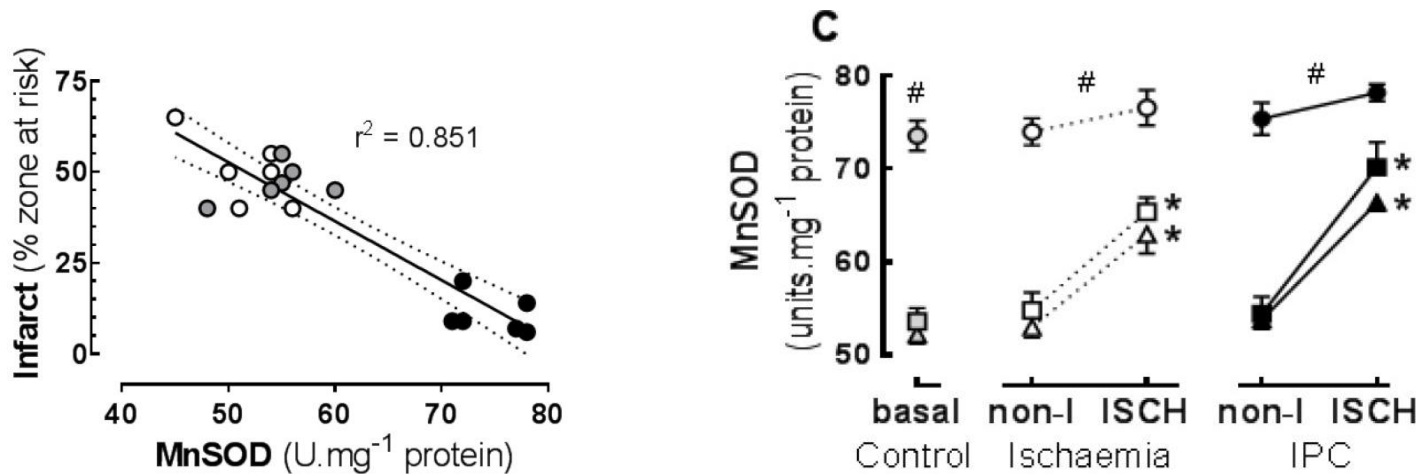 75
50
25
0
Infarct (% zone at risk)
r² = 0.851
40 50 60 70 80
MnSOD (U.mg⁻¹ protein)
C
80
70
60
50
MnSOD
(units.mg⁻¹ protein)
# # #
* *
* *
basal non-I ISCH non-I ISCH
Control Ischaemia IPC